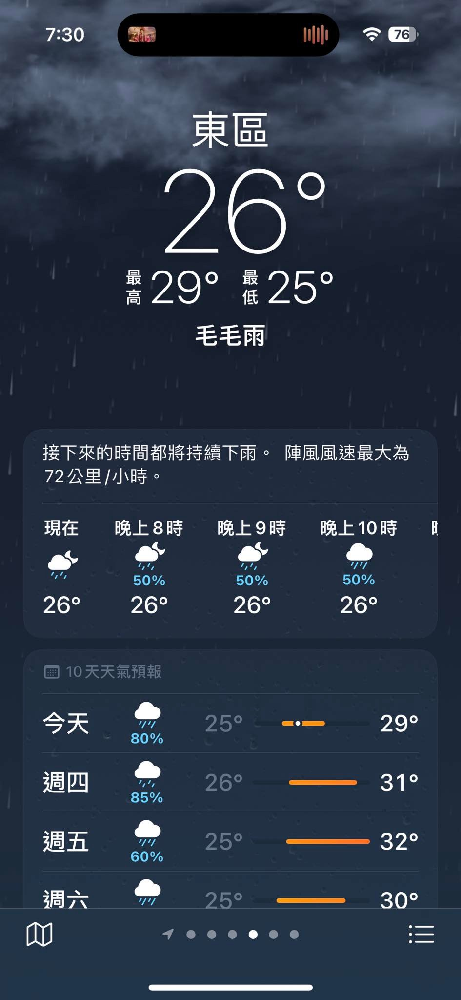 7:30
76
東區
26°
最高 29° 最低 25°
毛毛雨
接下來的時間都將持續下雨。 陣風風速最大為
72公里/小時。
現在 晚上8時 晚上9時 晚上10時
50% 50% 50%
26° 26° 26° 26°
10天天氣預報
今天 80% 25° 29°
週四 85% 26° 31°
週五 60% 25° 32°
週六 25° 30°